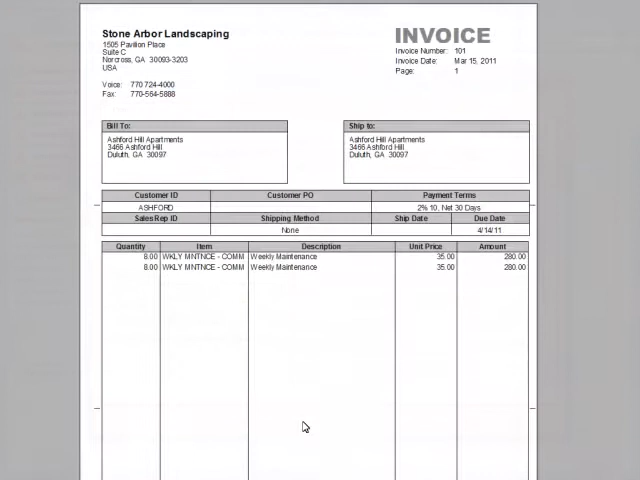 Stone Arbor Landscaping
1505 Pavilion Place
Suite C
Norcross, GA 30093-3203
USA
Voice: 770 724-4000
Fax: 770-564-5888
INVOICE
Invoice Number: 101
Invoice Date: Mar 15, 2011
Page: 1
Bill To:
Ashford Hill Apartments
3466 Ashford Hill
Duluth, GA 30097
Ship to:
Ashford Hill Apartments
3466 Ashford Hill
Duluth, GA 30097
Customer ID Customer PO Payment Terms
ASHFORD 2% 10, Net 30 Days
Sales Rep ID Shipping Method Ship Date Due Date
None 4/14/11
Quantity Item Description Unit Price Amount
8.00 WKLY MNTNCE - COMM Weekly Maintenance 35.00 280.00
8.00 WKLY MNTNCE - COMM Weekly Maintenance 35.00 280.00